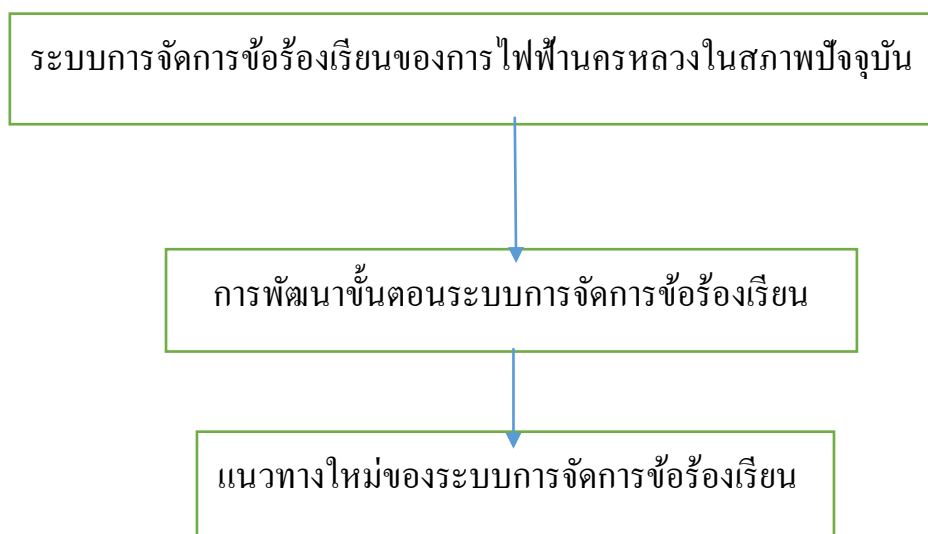 ระบบการจัดการข้อร้องเรียนของการไฟฟ้านครหลวงในสภาพปัจจุบัน
การพัฒนาขั้นตอนระบบการจัดการข้อร้องเรียน
แนวทางใหม่ของระบบการจัดการข้อร้องเรียน